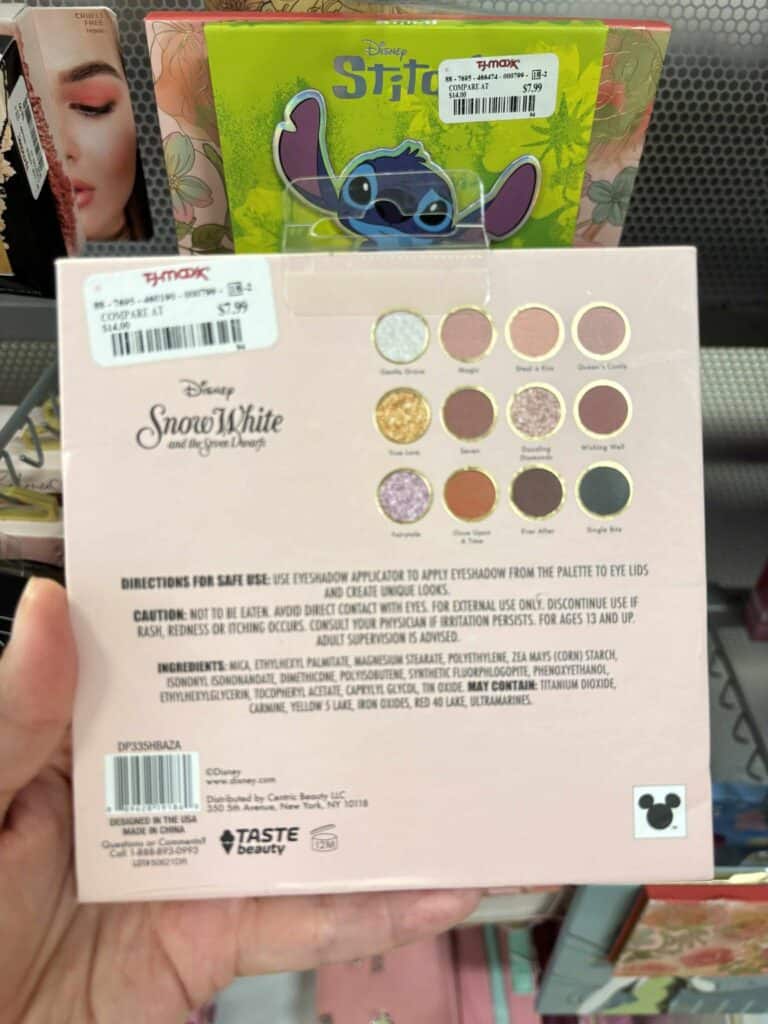 CRUELTY
FREE
Disney
Stitch
T.J.maxx
COMPARE AT
$14.00
$7.99
T.J.maxx
COMPARE AT
$14.00
$7.99
Disney
Snow White
and the Seven Dwarfs
Gentle Grace
Magic
Steal a Kiss
Queen's Castle
True Love
Seven
Dazzling
Diamonds
Wishing Well
Fairytale
Once Upon
A Time
Ever After
Single Bite
DIRECTIONS FOR SAFE USE: USE EYESHADOW APPLICATOR TO APPLY EYESHADOW FROM THE PALETTE TO EYE LIDS
AND CREATE UNIQUE LOOKS.
CAUTION: NOT TO BE EATEN. AVOID DIRECT CONTACT WITH EYES. FOR EXTERNAL USE ONLY. DISCONTINUE USE IF
RASH, REDNESS OR ITCHING OCCURS. CONSULT YOUR PHYSICIAN IF IRRITATION PERSISTS. FOR AGES 13 AND UP.
ADULT SUPERVISION IS ADVISED.
INGREDIENTS: MICA, ETHYLHEXYL PALMITATE, MAGNESIUM STEARATE, POLYETHYLENE, ZEA MAYS (CORN) STARCH,
ISONONYL ISONONANOATE, DIMETHICONE, POLYISOBUTENE, SYNTHETIC FLUORPHLOGOPITE, PHENOXYETHANOL,
ETHYLHEXYLGLYCERIN, TOCOPHERYL ACETATE, CAPRYLYL GLYCOL, TIN OXIDE. MAY CONTAIN: TITANIUM DIOXIDE,
CARMINE, YELLOW 5 LAKE, IRON OXIDES, RED 40 LAKE, ULTRAMARINES.
DP335HBAZA
©Disney
www.disney.com
Distributed by Centric Beauty LLC
350 5th Avenue, New York, NY 10118
DESIGNED IN THE USA
MADE IN CHINA
Questions or Comments?
Call 1-888-893-0993
TASTE
beauty
12M